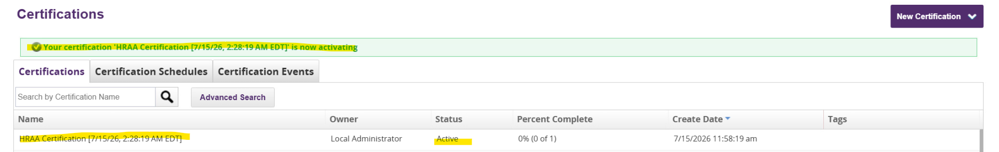 Certifications
New Certification
Your certification 'HRAA Certification [7/15/26, 2:28:19 AM EDT]' is now activating
Certifications Certification Schedules Certification Events
Search by Certification Name Advanced Search
Name Owner Status Percent Complete Create Date Tags
HRAA Certification [7/15/26, 2:28:19 AM EDT] Local Administrator Active 0% (0 of 1) 7/15/2026 11:58:19 am